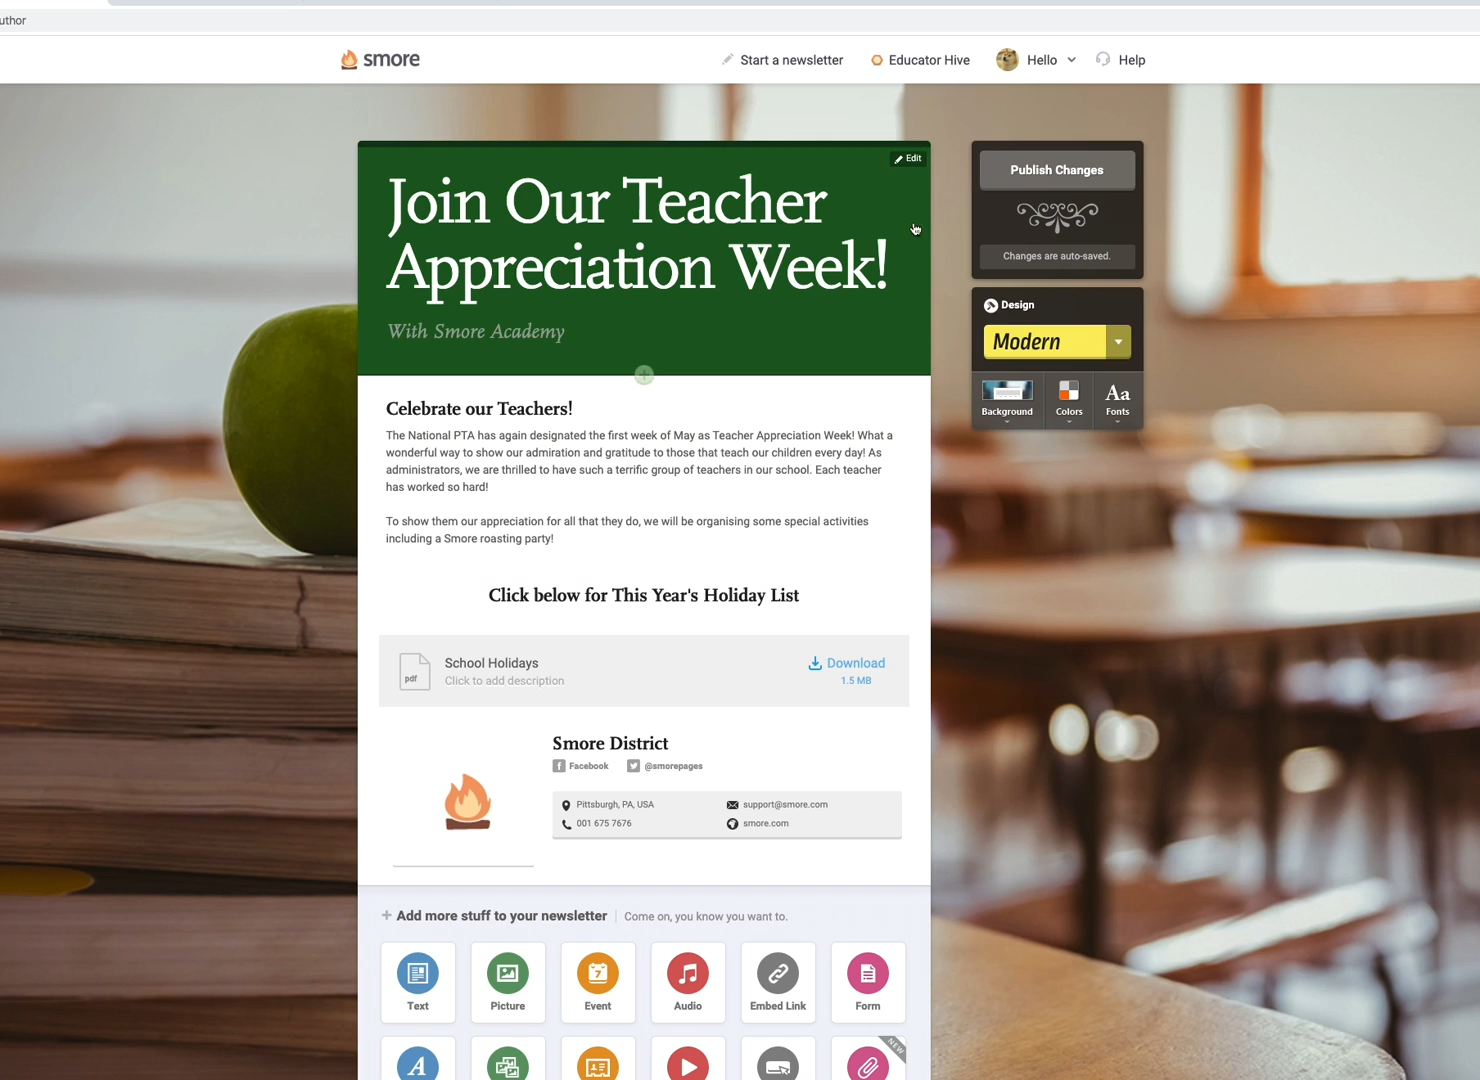 uthor
smore
Start a newsletter
Educator Hive
Hello
Help
Edit
Join Our Teacher
Appreciation Week!
With Smore Academy
Publish Changes
Changes are auto-saved.
Design
Modern
Background
Colors
Aa
Fonts
Celebrate our Teachers!
The National PTA has again designated the first week of May as Teacher Appreciation Week! What a
wonderful way to show our admiration and gratitude to those that teach our children every day! As
administrators, we are thrilled to have such a terrific group of teachers in our school. Each teacher
has worked so hard!
To show them our appreciation for all that they do, we will be organising some special activities
including a Smore roasting party!
Click below for This Year's Holiday List
pdf
School Holidays
Click to add description
Download
1.5 MB
Smore District
Facebook
@smorepages
Pittsburgh, PA, USA
support@smore.com
001 675 7676
smore.com
+ Add more stuff to your newsletter
Come on, you know you want to.
7
Text
Picture
Event
Audio
Embed Link
Form
A
NEW